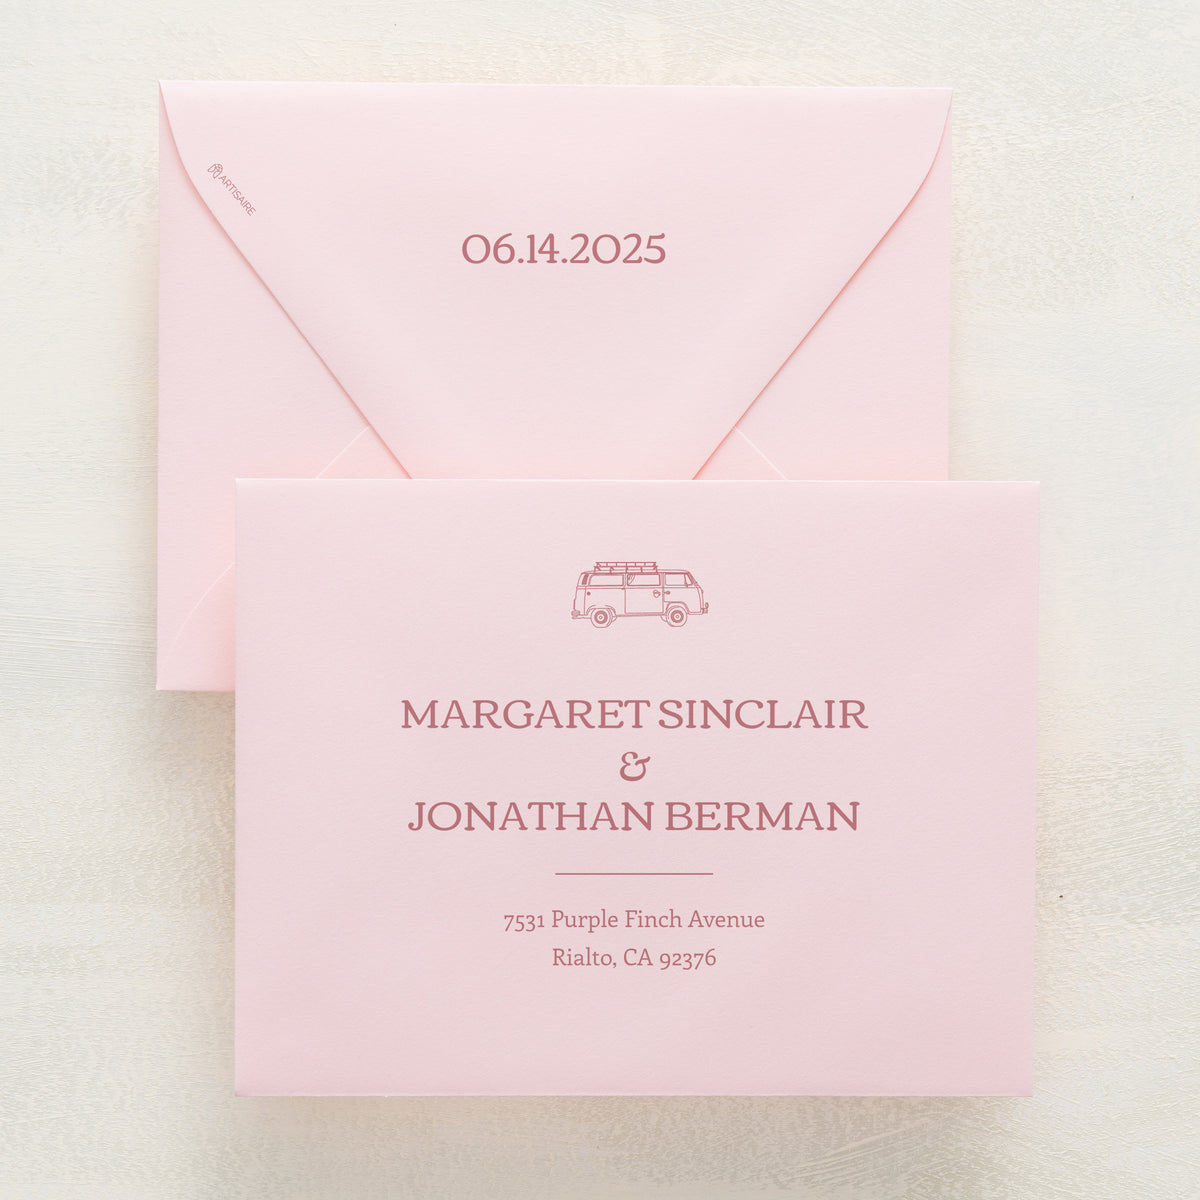 ARTISAIRE
06.14.2025
MARGARET SINCLAIR
&
JONATHAN BERMAN
7531 Purple Finch Avenue
Rialto, CA 92376